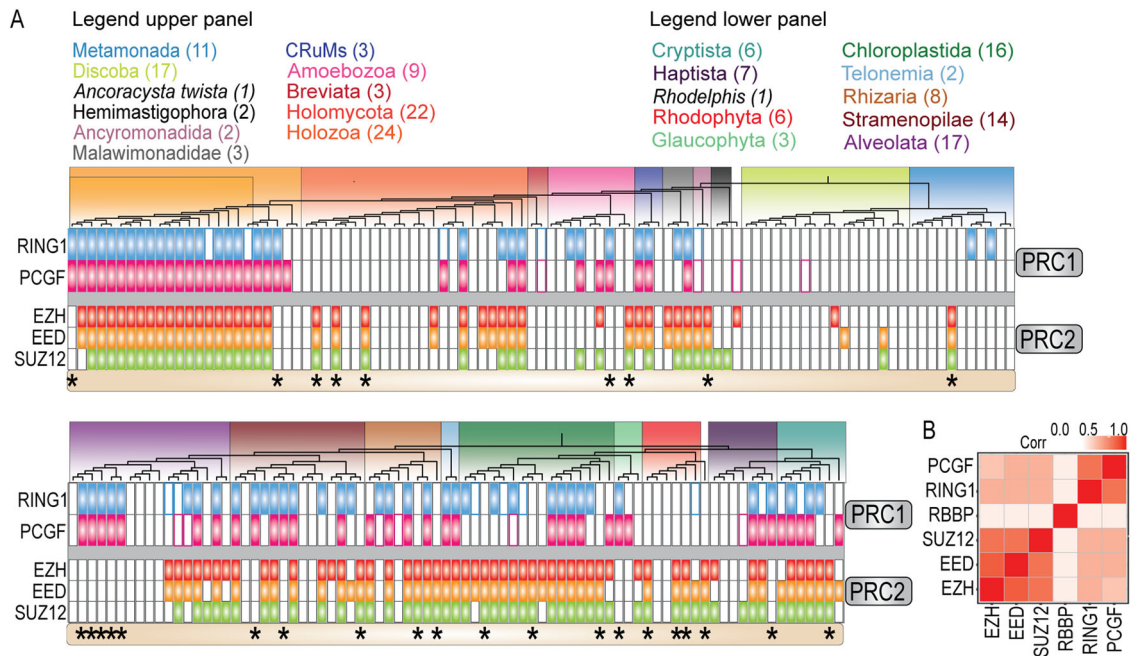 A
Legend upper panel
Metamonada (11)
Discoba (17)
Ancoracysta twista (1)
Hemimastigophora (2)
Ancyromonadida (2)
Malawimonadidae (3)
CRuMs (3)
Amoebozoa (9)
Breviata (3)
Holomycota (22)
Holozoa (24)
Legend lower panel
Cryptista (6)
Haptista (7)
Rhodelphis (1)
Rhodophyta (6)
Glaucophyta (3)
Chloroplastida (16)
Telonemia (2)
Rhizaria (8)
Stramenopilae (14)
Alveolata (17)
RING1
PCGF
PRC1
EZH
EED
SUZ12
PRC2
* * * * * * * * *
RING1
PCGF
PRC1
EZH
EED
SUZ12
PRC2
* * * * * * * * * * * * * * * * * *
B
Corr
0.0 0.5 1.0
PCGF
RING1
RBBP
SUZ12
EED
EZH
EZH
EED
SUZ12
RBBP
RING1
PCGF